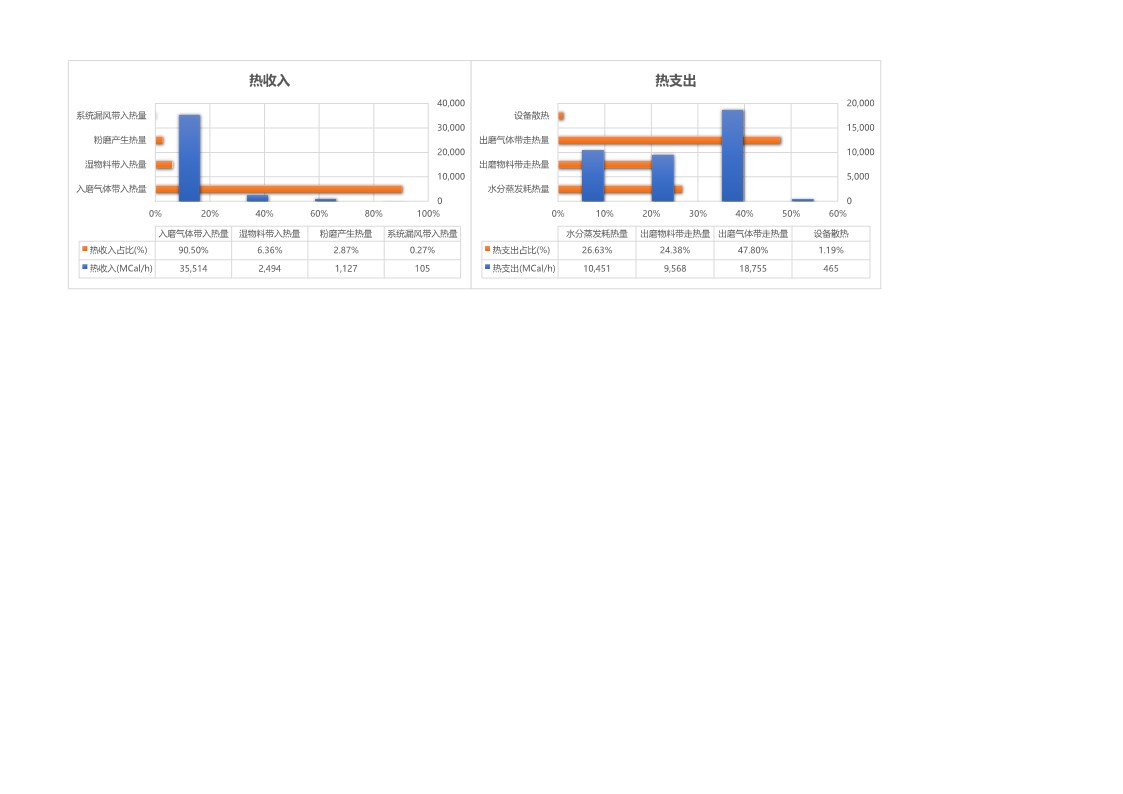 热收入
40,000
系统漏风带入热量
30,000
粉磨产生热量
20,000
湿物料带入热量
10,000
入磨气体带入热量
0
0% 20% 40% 60% 80% 100%
入磨气体带入热量 湿物料带入热量 粉磨产生热量 系统漏风带入热量
热收入占比(%) 90.50% 6.36% 2.87% 0.27%
热收入(MCal/h) 35,514 2,494 1,127 105
热支出
20,000
设备散热
15,000
出磨气体带走热量
10,000
出磨物料带走热量
5,000
水分蒸发耗热量
0
0% 10% 20% 30% 40% 50% 60%
水分蒸发耗热量 出磨物料带走热量 出磨气体带走热量 设备散热
热支出占比(%) 26.63% 24.38% 47.80% 1.19%
热支出(MCal/h) 10,451 9,568 18,755 465